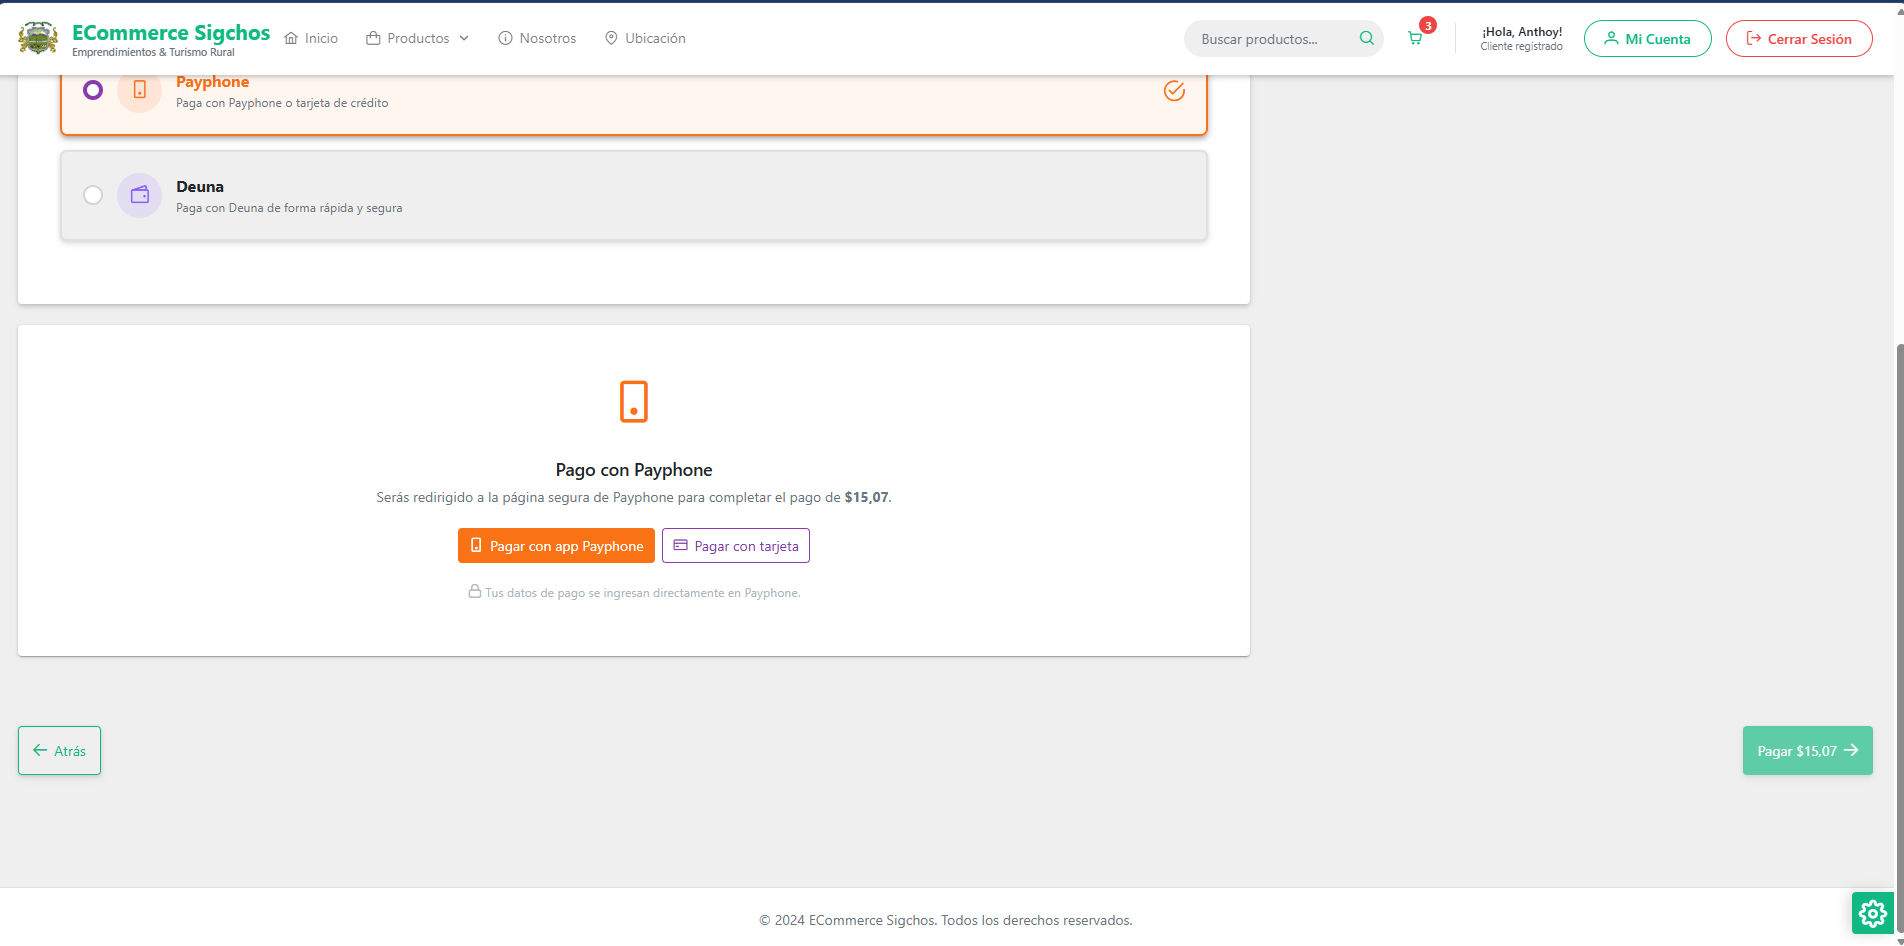 ECommerce Sigchos
Emprendimientos & Turismo Rural
Inicio
Productos
Nosotros
Ubicación
Buscar productos...
3
¡Hola, Anthoy!
Cliente registrado
Mi Cuenta
Cerrar Sesión
Payphone
Paga con Payphone o tarjeta de crédito
Deuna
Paga con Deuna de forma rápida y segura
Pago con Payphone
Serás redirigido a la página segura de Payphone para completar el pago de $15,07.
Pagar con app Payphone
Pagar con tarjeta
Tus datos de pago se ingresan directamente en Payphone.
Atrás
Pagar $15,07
© 2024 ECommerce Sigchos. Todos los derechos reservados.